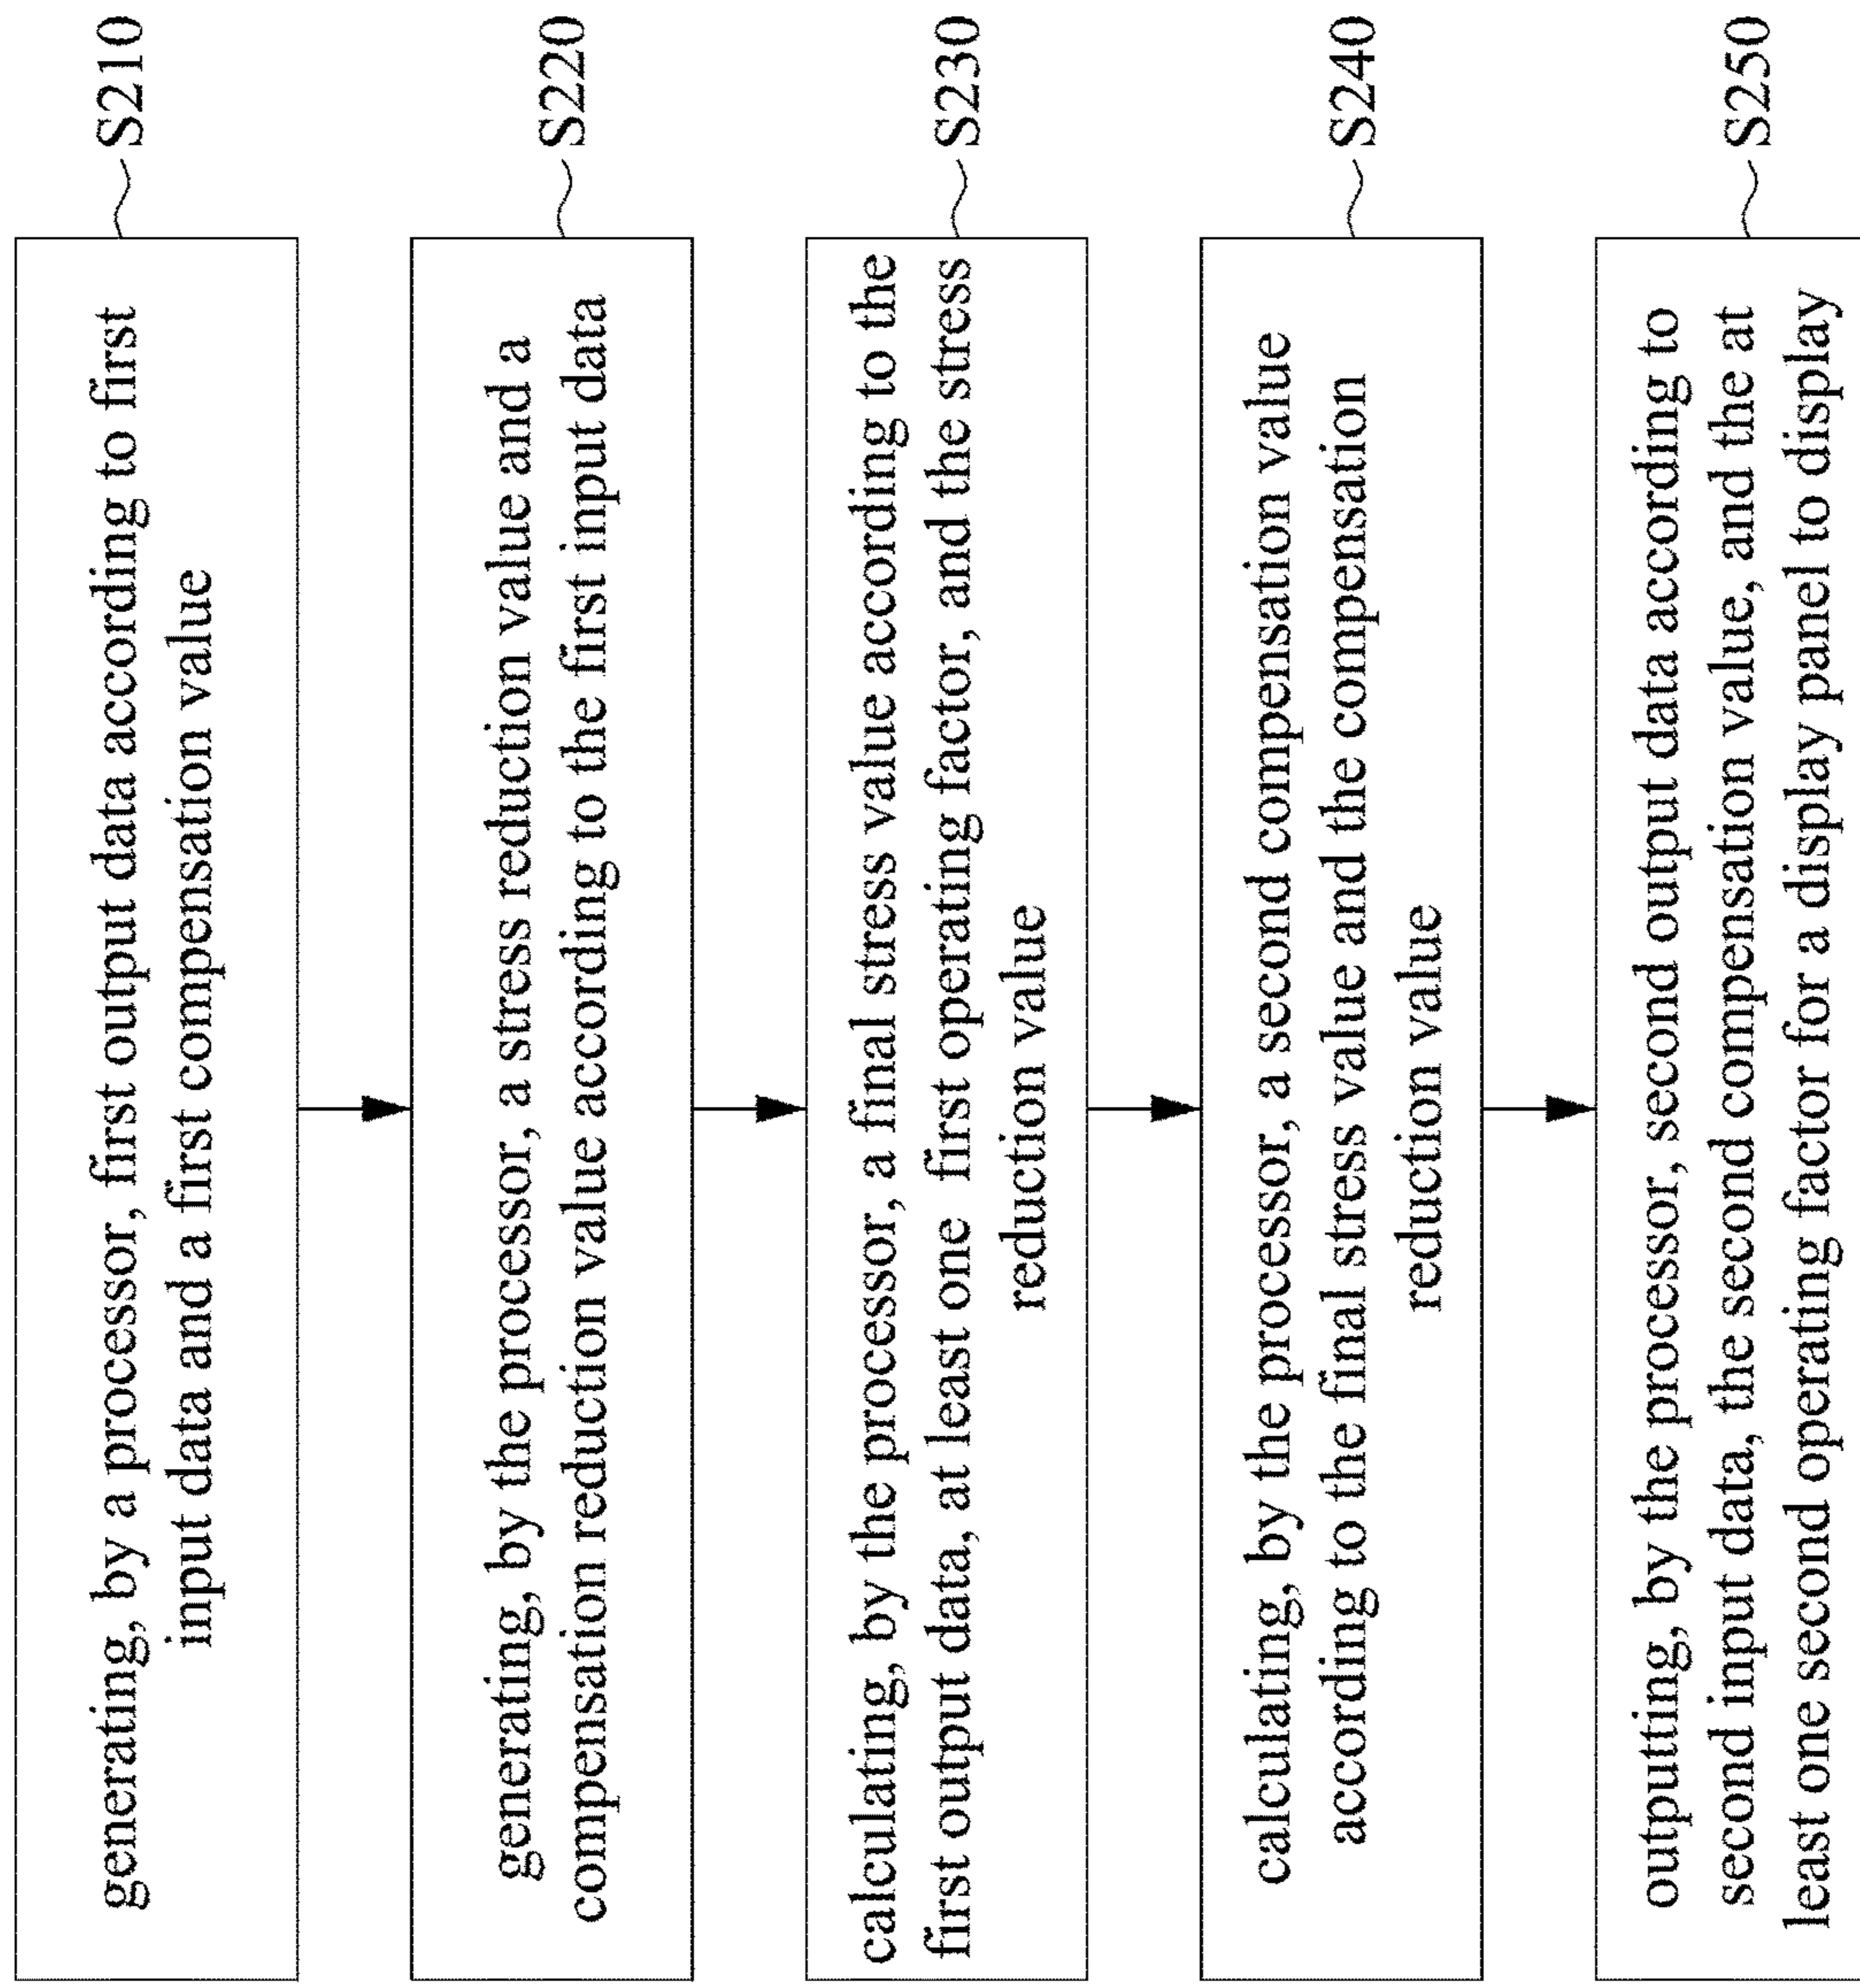 generating, by a processor, first output data according to first
input data and a first compensation value
S210
generating, by the processor, a stress reduction value and a
compensation reduction value according to the first input data
S220
calculating, by the processor, a final stress value according to the
first output data, at least one first operating factor, and the stress
reduction value
S230
calculating, by the processor, a second compensation value
according to the final stress value and the compensation
reduction value
S240
outputting, by the processor, second output data according to
second input data, the second compensation value, and the at
least one second operating factor for a display panel to display
S250